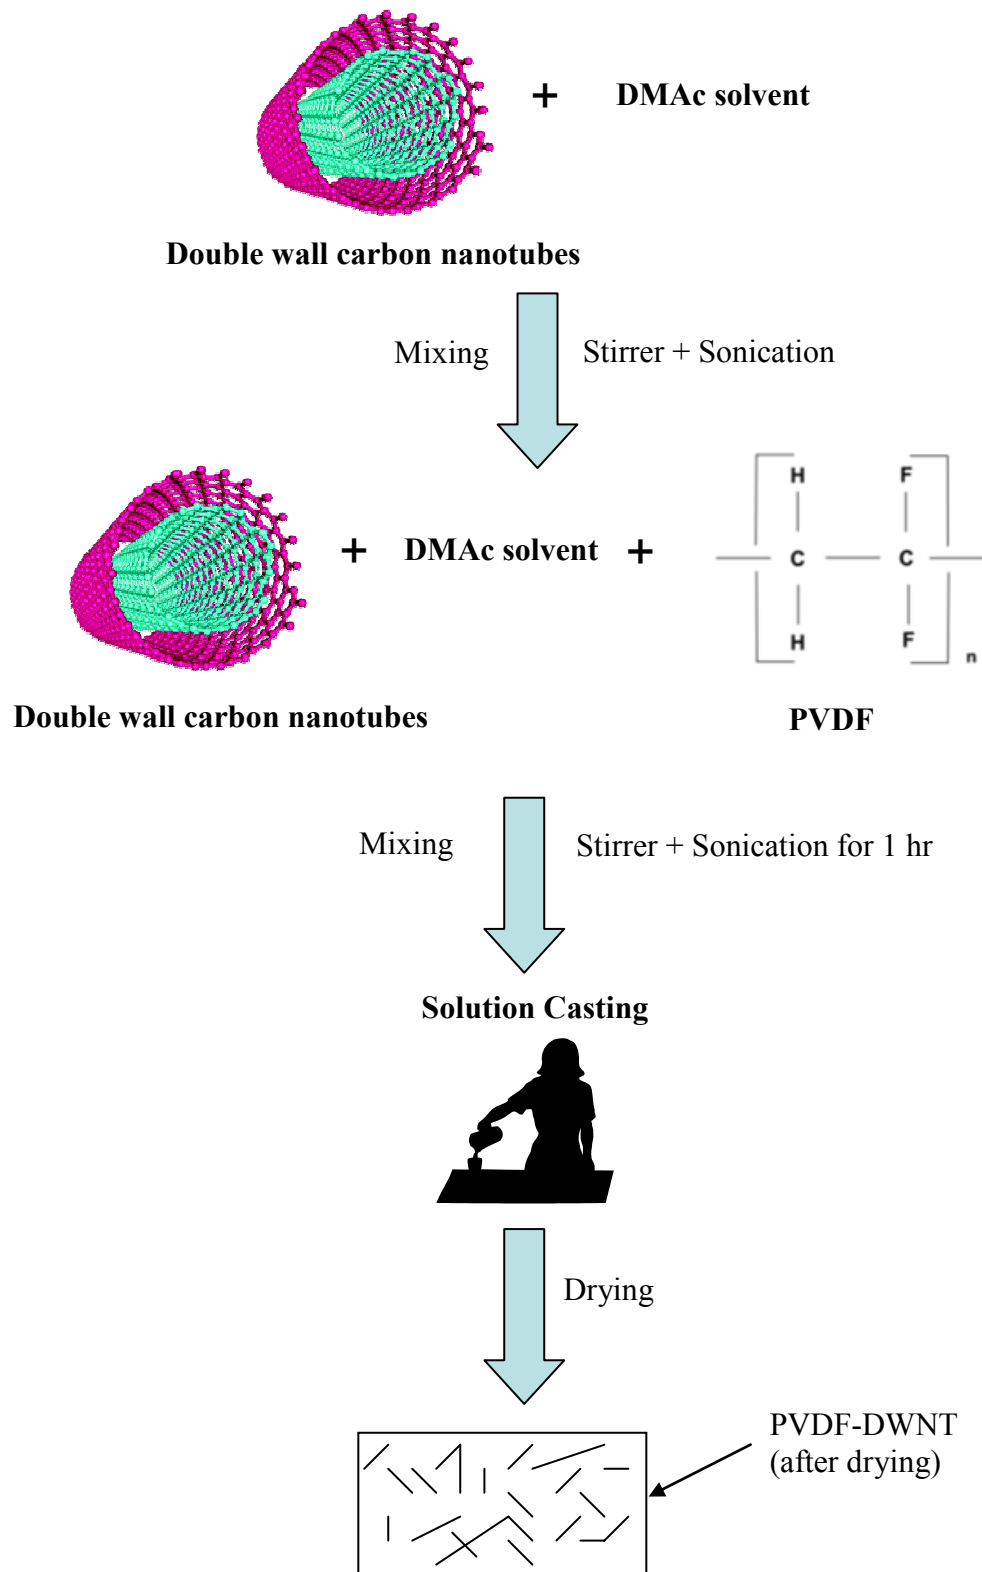 + DMAc solvent
Double wall carbon nanotubes
Mixing Stirrer + Sonication
H F
+ DMAc solvent + C C
H F
n
Double wall carbon nanotubes PVDF
Mixing Stirrer + Sonication for 1 hr
Solution Casting
Drying
PVDF-DWNT
(after drying)